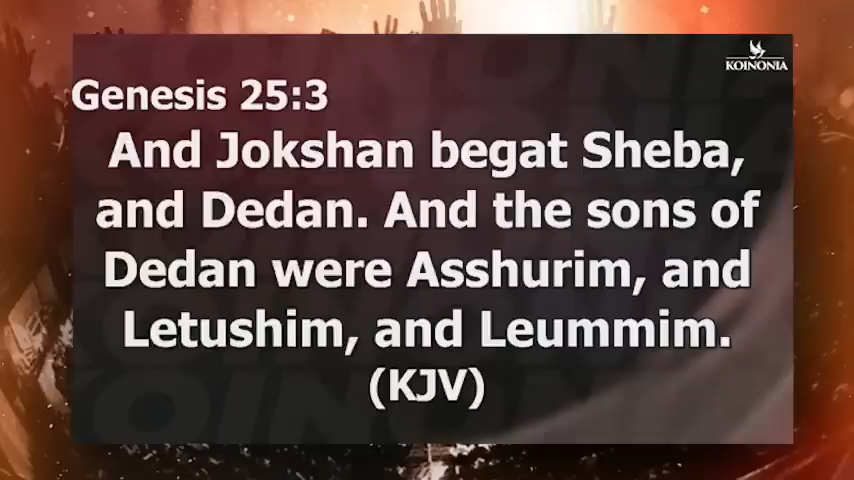 KOINONIA
Genesis 25:3
And Jokshan begat Sheba,
and Dedan. And the sons of
Dedan were Asshurim, and
Letushim, and Leummim.
(KJV)